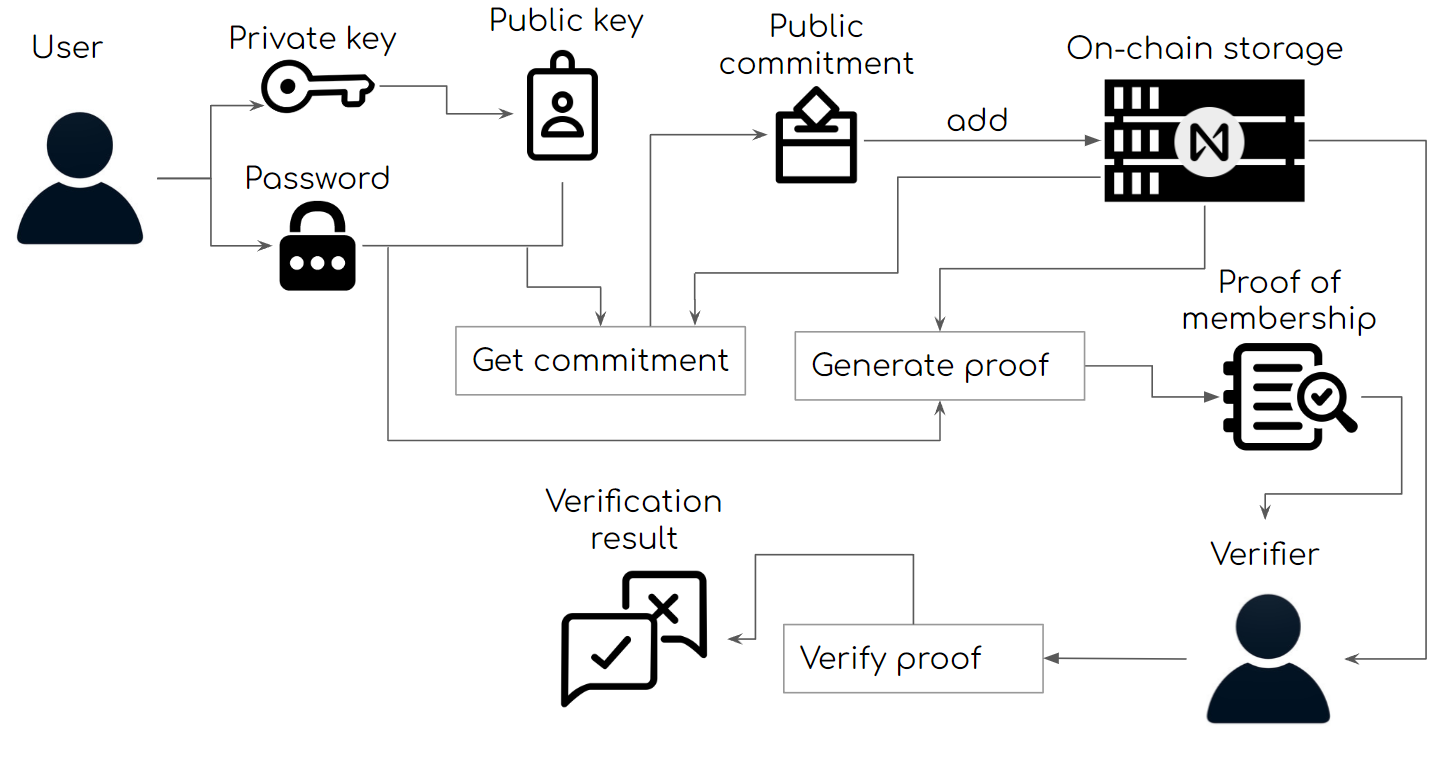 User
Private key
Public key
Public
commitment
On-chain storage
add
Password
Get commitment
Generate proof
Proof of
membership
Verification
result
Verifier
Verify proof